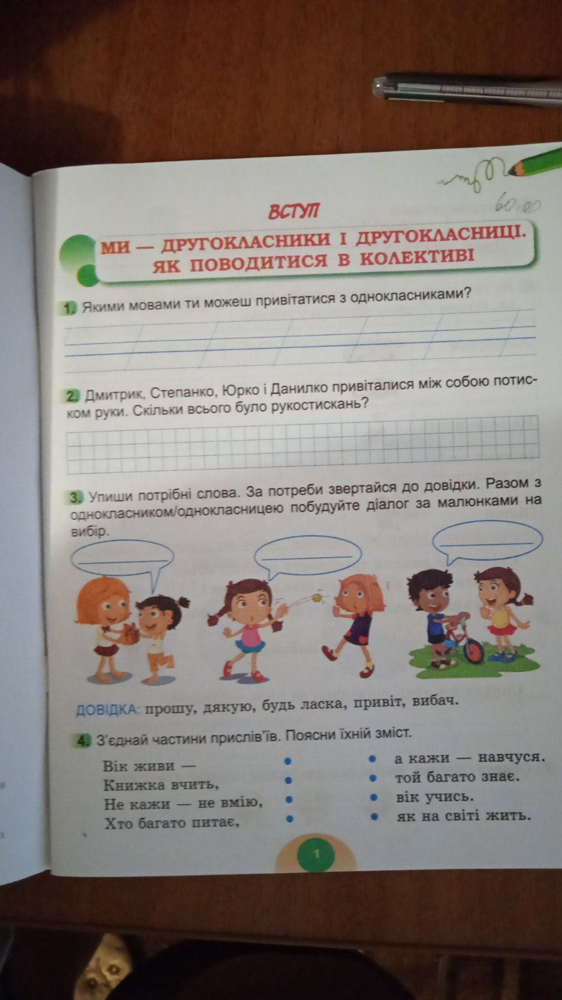 60.00
ВСТУП
МИ — ДРУГОКЛАСНИКИ І ДРУГОКЛАСНИЦІ.
ЯК ПОВОДИТИСЯ В КОЛЕКТИВІ
1. Якими мовами ти можеш привітатися з однокласниками?
2. Дмитрик, Степанко, Юрко і Данилко привіталися між собою потис-
ком руки. Скільки всього було рукостискань?
3. Упиши потрібні слова. За потреби звертайся до довідки. Разом з
однокласником/однокласницею побудуйте діалог за малюнками на
вибір.
ДОВІДКА: прошу, дякую, будь ласка, привіт, вибач.
4. З’єднай частини прислів’їв. Поясни їхній зміст.
Вік живи — • • а кажи — навчуся.
Книжка вчить, • • той багато знає.
Не кажи — не вмію, • • вік учись.
Хто багато питає, • • як на світі жить.
1